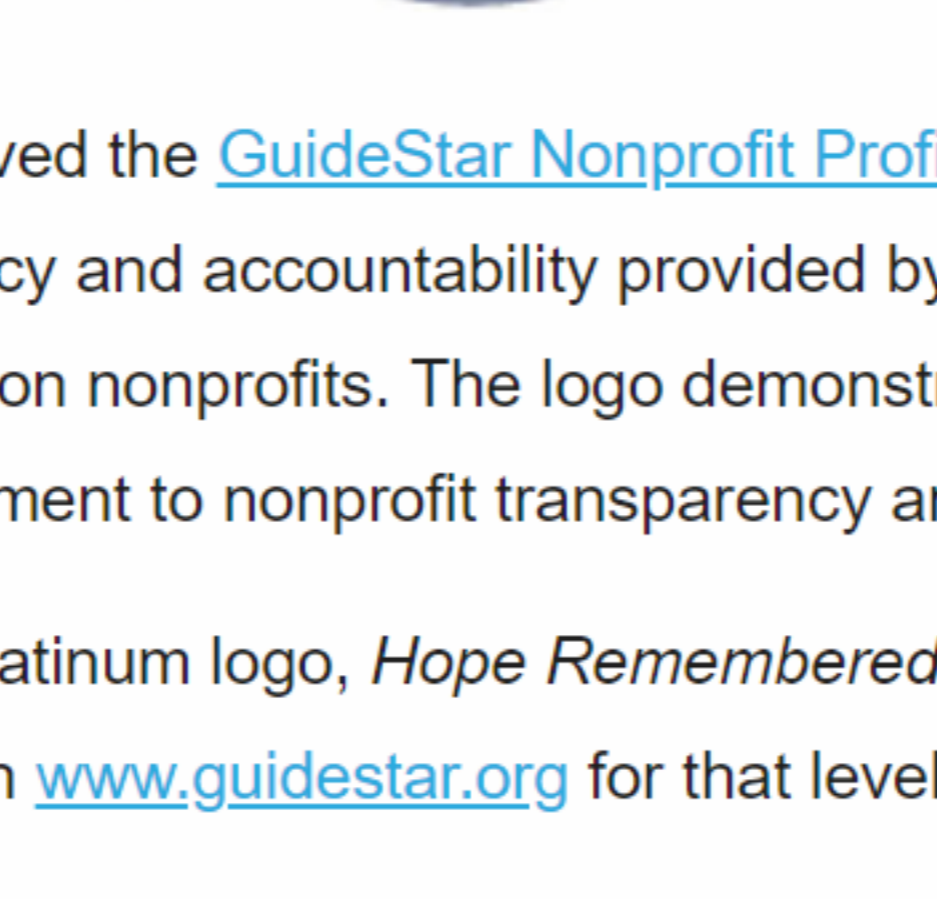 ved the GuideStar Nonprofit Profi
cy and accountability provided by
on nonprofits. The logo demonstr
ment to nonprofit transparency ar
atinum logo, Hope Remembered
n www.guidestar.org for that level